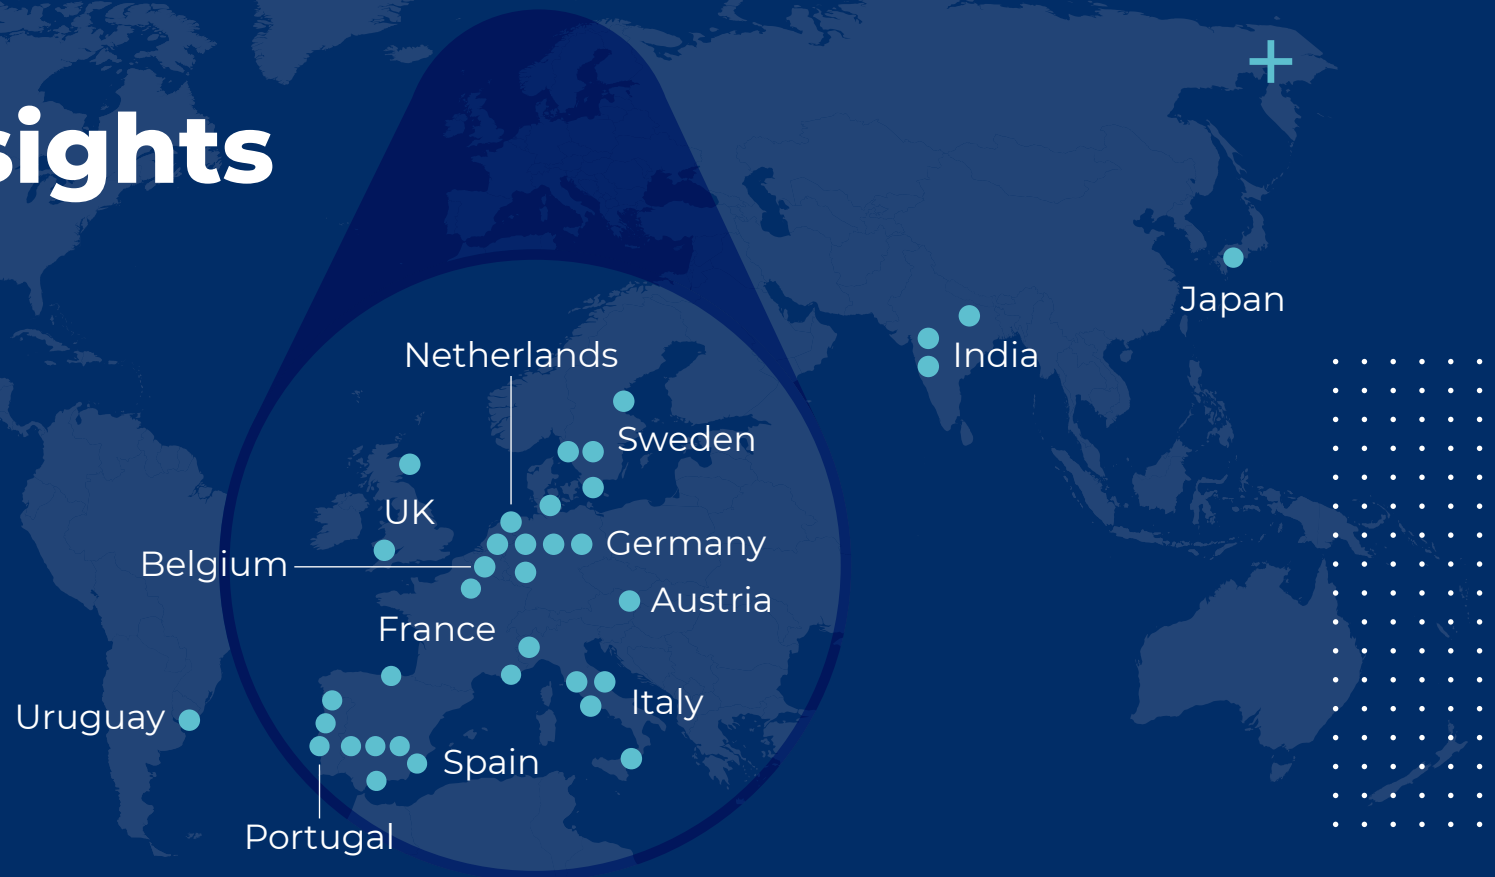 sights
Japan
Netherlands
India
Sweden
UK
Germany
Belgium
Austria
France
Italy
Uruguay
Spain
Portugal